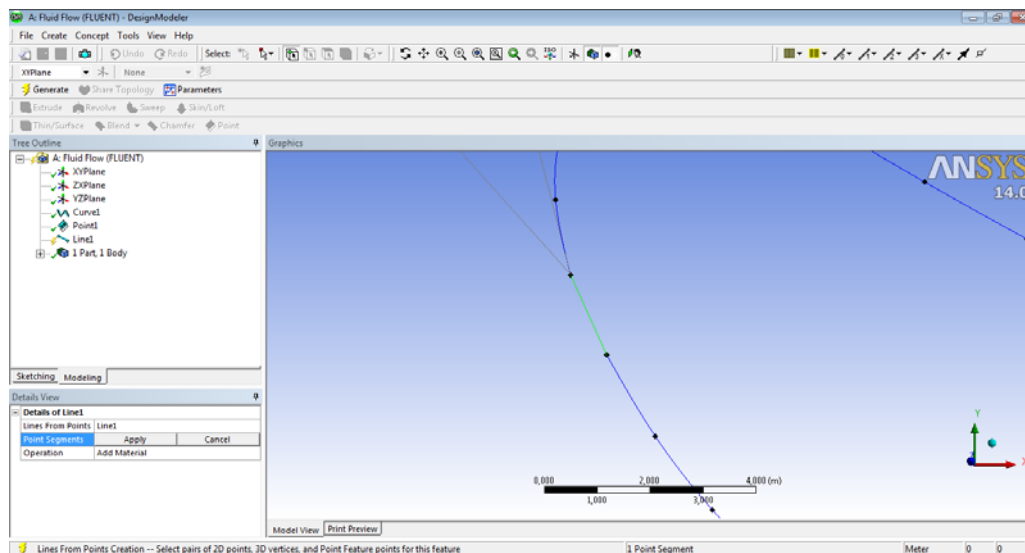 A: Fluid Flow (FLUENT) - DesignModeler
File Create Concept Tools View Help
Undo Redo Select: ISO
XYPlane None
Generate Share Topology Parameters
Extrude Revolve Sweep Skin/Loft
Thin/Surface Blend Chamfer Point
Tree Outline
A: Fluid Flow (FLUENT)
XYPlane
ZXPlane
YZPlane
Curve1
Point1
Line1
1 Part, 1 Body
Sketching Modeling
Details View
Details of Line1
Lines From Points Line1
Point Segments Apply Cancel
Operation Add Material
Graphics
ANSYS
14.0
Y
X
0,000 2,000 4,000 (m)
1,000 3,000
Model View Print Preview
Lines From Points Creation -- Select pairs of 2D points, 3D vertices, and Point Feature points for this feature 1 Point Segment Meter 0 0